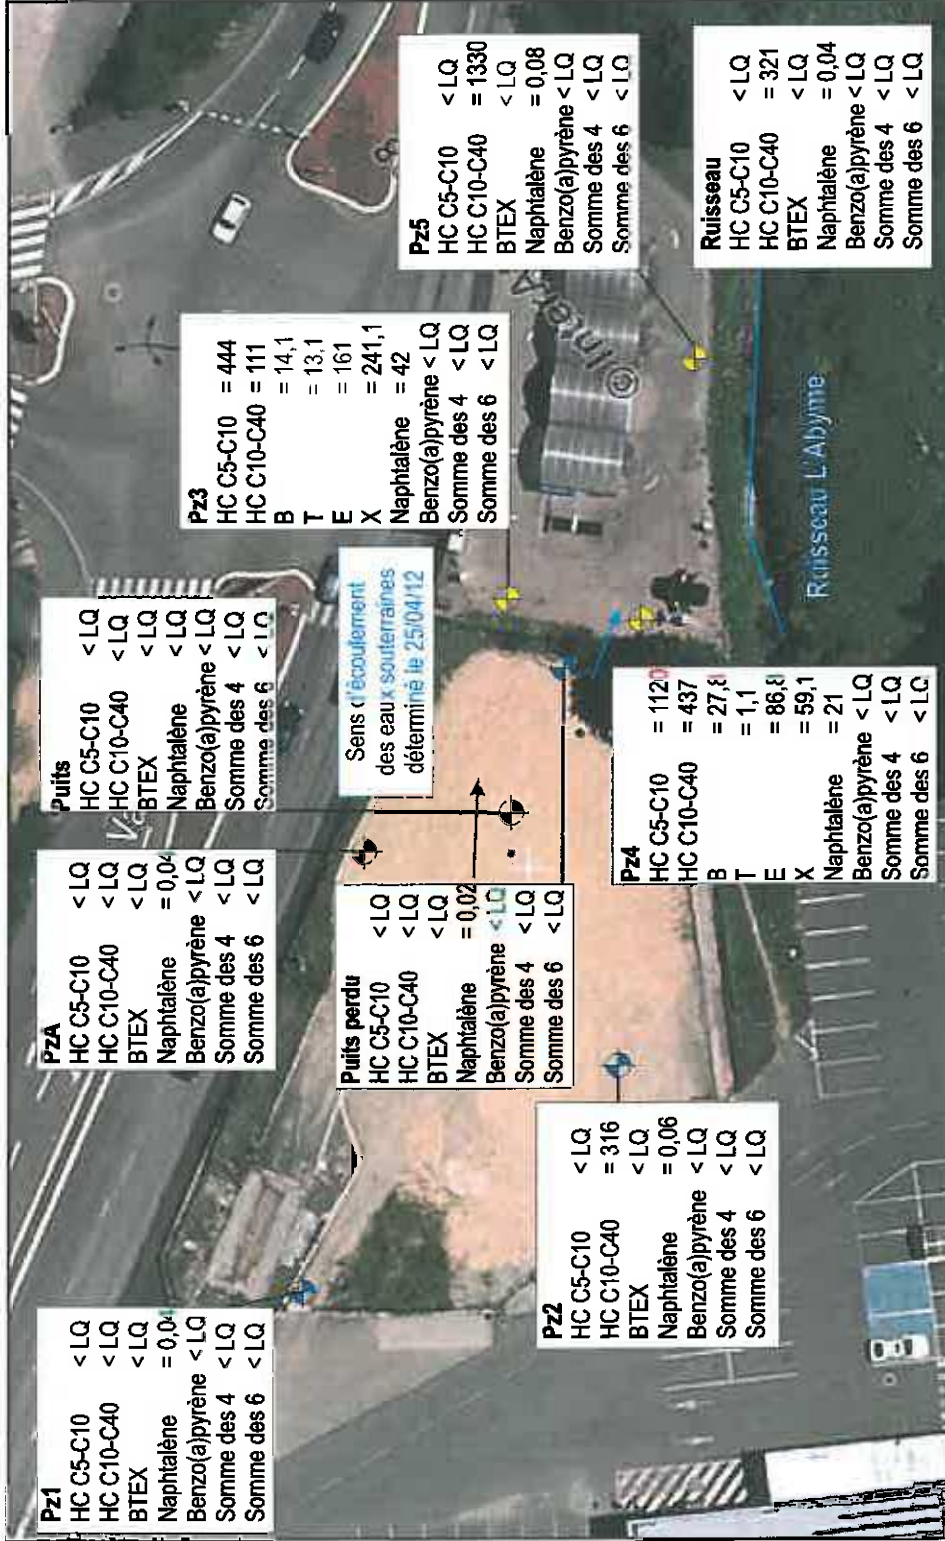 Pz1
HC C5-C10 < LQ
HC C10-C40 < LQ
BTEX < LQ
Naphtalène = 0,04
Benzo(a)pyrène < LQ
Somme des 4 < LQ
Somme des 6 < LQ
PzA
HC C5-C10 < LQ
HC C10-C40 < LQ
BTEX < LQ
Naphtalène = 0,04
Benzo(a)pyrène < LQ
Somme des 4 < LQ
Somme des 6 < LQ
Puits
HC C5-C10 < LQ
HC C10-C40 < LQ
BTEX < LQ
Naphtalène < LQ
Benzo(a)pyrène < LQ
Somme des 4 < LQ
Somme des 6 < LQ
Pz3
HC C5-C10 = 444
HC C10-C40 = 111
B = 14,1
T = 13,1
E = 161
X = 241,1
Naphtalène = 42
Benzo(a)pyrène < LQ
Somme des 4 < LQ
Somme des 6 < LQ
Pz5
HC C5-C10 < LQ
HC C10-C40 = 1330
BTEX < LQ
Naphtalène = 0,08
Benzo(a)pyrène < LQ
Somme des 4 < LQ
Somme des 6 < LQ
Sens d'écoulement
des eaux souterraines
déterminé le 25/04/12
Puits perdu
HC C5-C10 < LQ
HC C10-C40 < LQ
BTEX < LQ
Naphtalène = 0,02
Benzo(a)pyrène < LQ
Somme des 4 < LQ
Somme des 6 < LQ
©InterA
Pz2
HC C5-C10 < LQ
HC C10-C40 = 316
BTEX < LQ
Naphtalène = 0,06
Benzo(a)pyrène < LQ
Somme des 4 < LQ
Somme des 6 < LQ
Pz4
HC C5-C10 = 1120
HC C10-C40 = 437
B = 27,8
T = 1,1
E = 86,8
X = 59,1
Naphtalène = 21
Benzo(a)pyrène < LQ
Somme des 4 < LQ
Somme des 6 < LQ
Ruisseau
HC C5-C10 < LQ
HC C10-C40 = 321
BTEX < LQ
Naphtalène = 0,04
Benzo(a)pyrène < LQ
Somme des 4 < LQ
Somme des 6 < LQ
Ruisseau L'Abyme